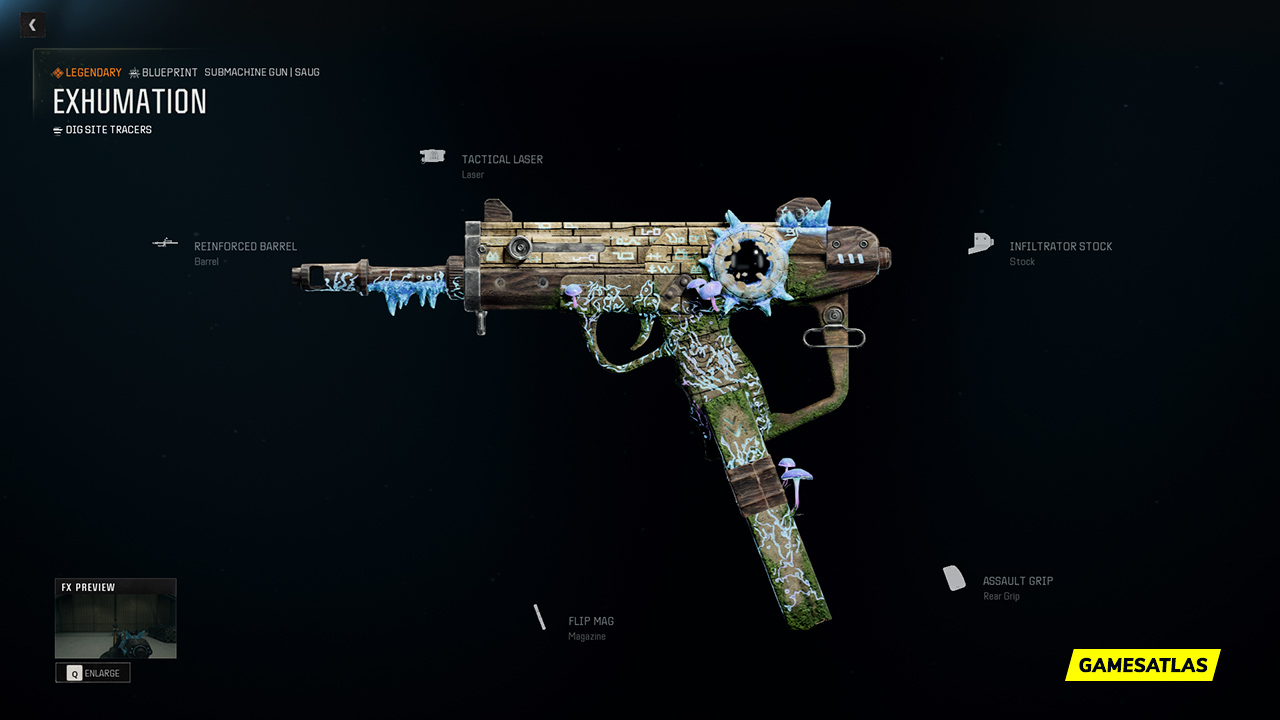 LEGENDARY BLUEPRINT SUBMACHINE GUN | SAUG
EXHUMATION
DIG SITE TRACERS
TACTICAL LASER
Laser
REINFORCED BARREL
Barrel
INFILTRATOR STOCK
Stock
FX PREVIEW
Q ENLARGE
FLIP MAG
Magazine
ASSAULT GRIP
Rear Grip
GAMESATLAS